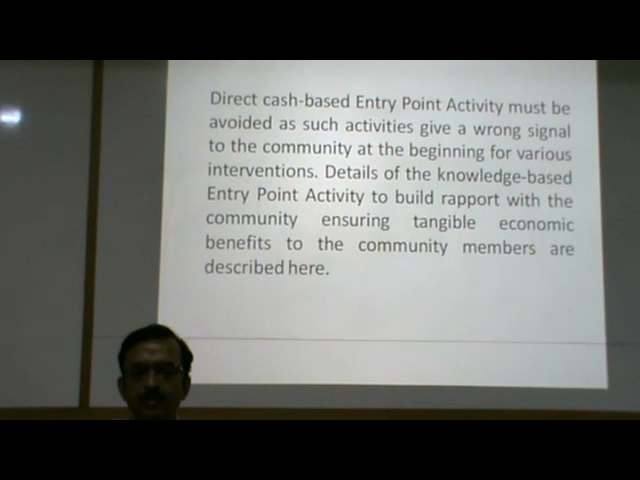 Direct cash-based Entry Point Activity must be
avoided as such activities give a wrong signal
to the community at the beginning for various
interventions. Details of the knowledge-based
Entry Point Activity to build rapport with the
community ensuring tangible economic
benefits to the community members are
described here.